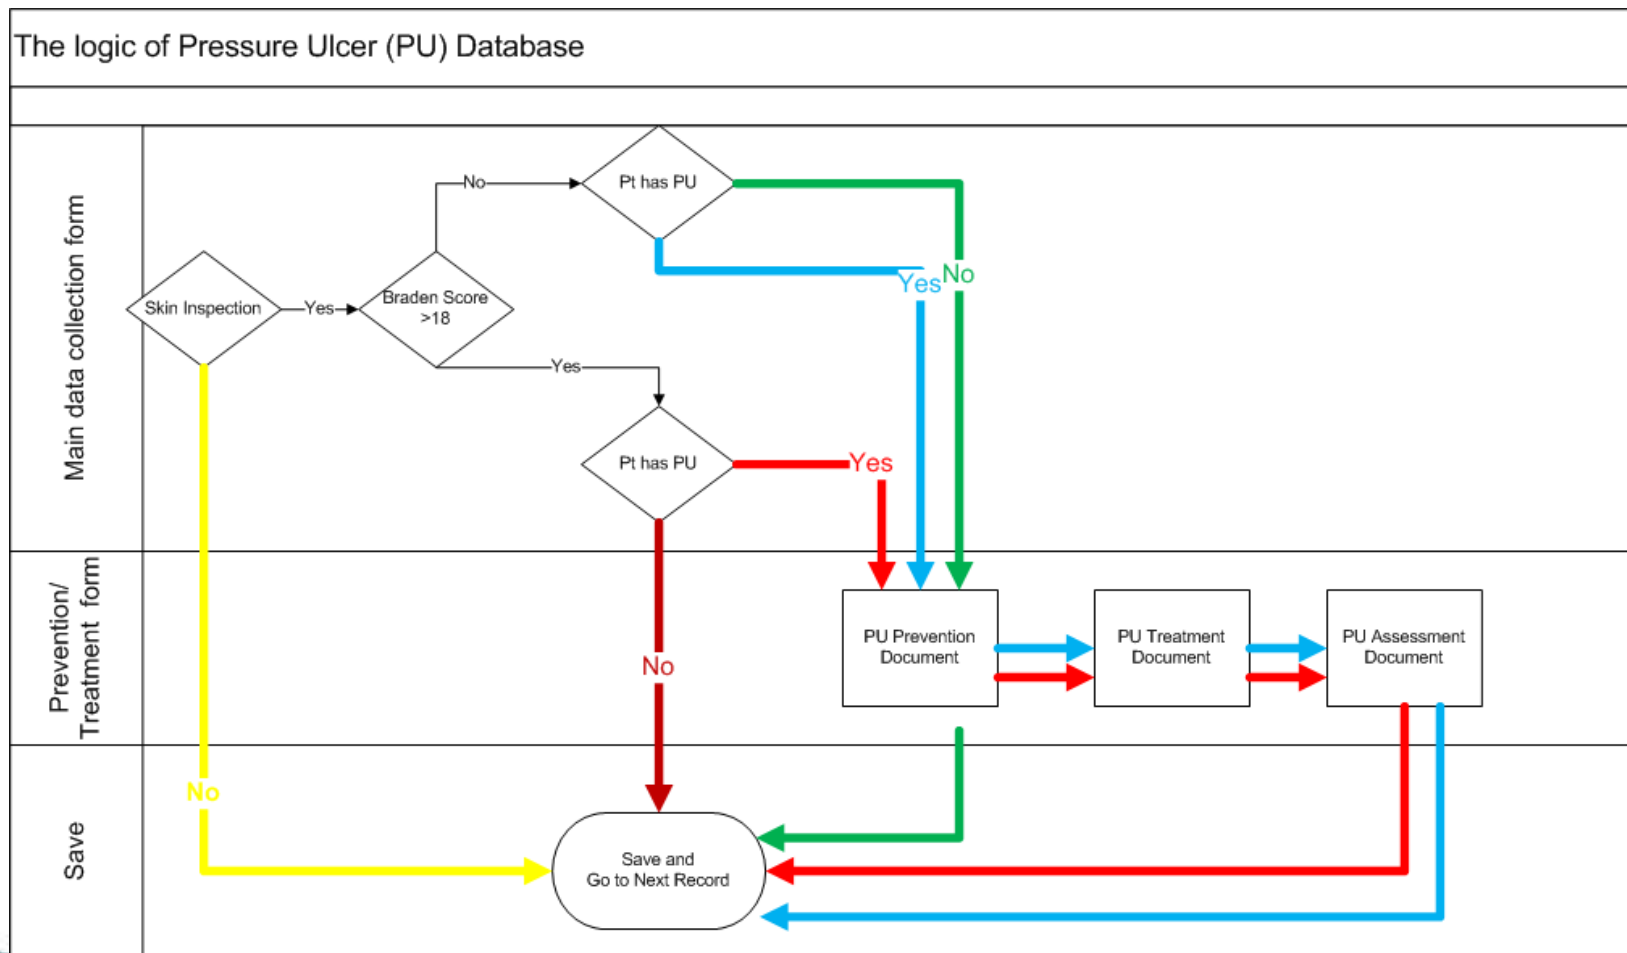 The logic of Pressure Ulcer (PU) Database
Main data collection form
Skin Inspection
Yes
Braden Score
>18
No
Pt has PU
Yes
No
Yes
Pt has PU
Yes
No
Prevention/
Treatment form
PU Prevention
Document
PU Treatment
Document
PU Assessment
Document
Save
No
Save and
Go to Next Record